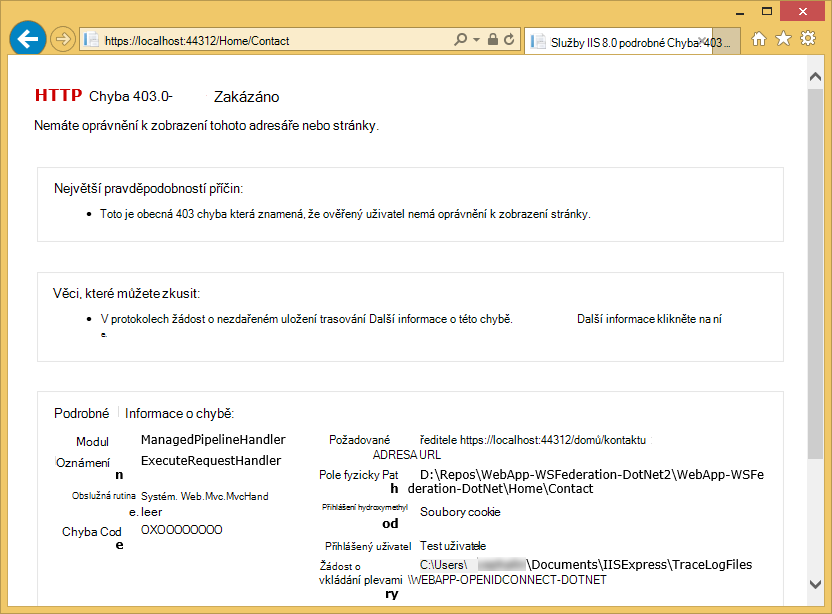 https://localhost:44312/Home/Contact
Služby IIS 8.0 podrobné Chyba: 403 ...
HTTP Chyba 403.0- Zakázáno
Nemáte oprávnění k zobrazení tohoto adresáře nebo stránky.
Největší pravděpodobností příčin:
• Toto je obecná 403 chyba která znamená, že ověřený uživatel nemá oprávnění k zobrazení stránky.
Věci, které můžete zkusit:
• V protokolech žádost o nezdařeném uložení trasování Další informace o této chybě. Další informace klikněte na ní
e.
Podrobné Informace o chybě:
Modul ManagedPipelineHandler
Oznámení ExecuteRequestHandler
n
Obslužná rutina Systém. Web.Mvc.MvcHand
e. leer
Chyba Cod 0X00000000
e
Požadované ředitele https://localhost:44312/domů/kontaktu
ADRESA URL
Pole fyzicky Pat D:\Repos\WebApp-WSFederation-DotNet2\WebApp-WSFe
h deration-DotNet\Home\Contact
Přihlášení hydroxymethyl Soubory cookie
od
Přihlášený uživatel Test uživatele
Žádost o C:\Users\ \Documents\IISExpress\TraceLogFiles
vkládání plevami \WEBAPP-OPENIDCONNECT-DOTNET
ry